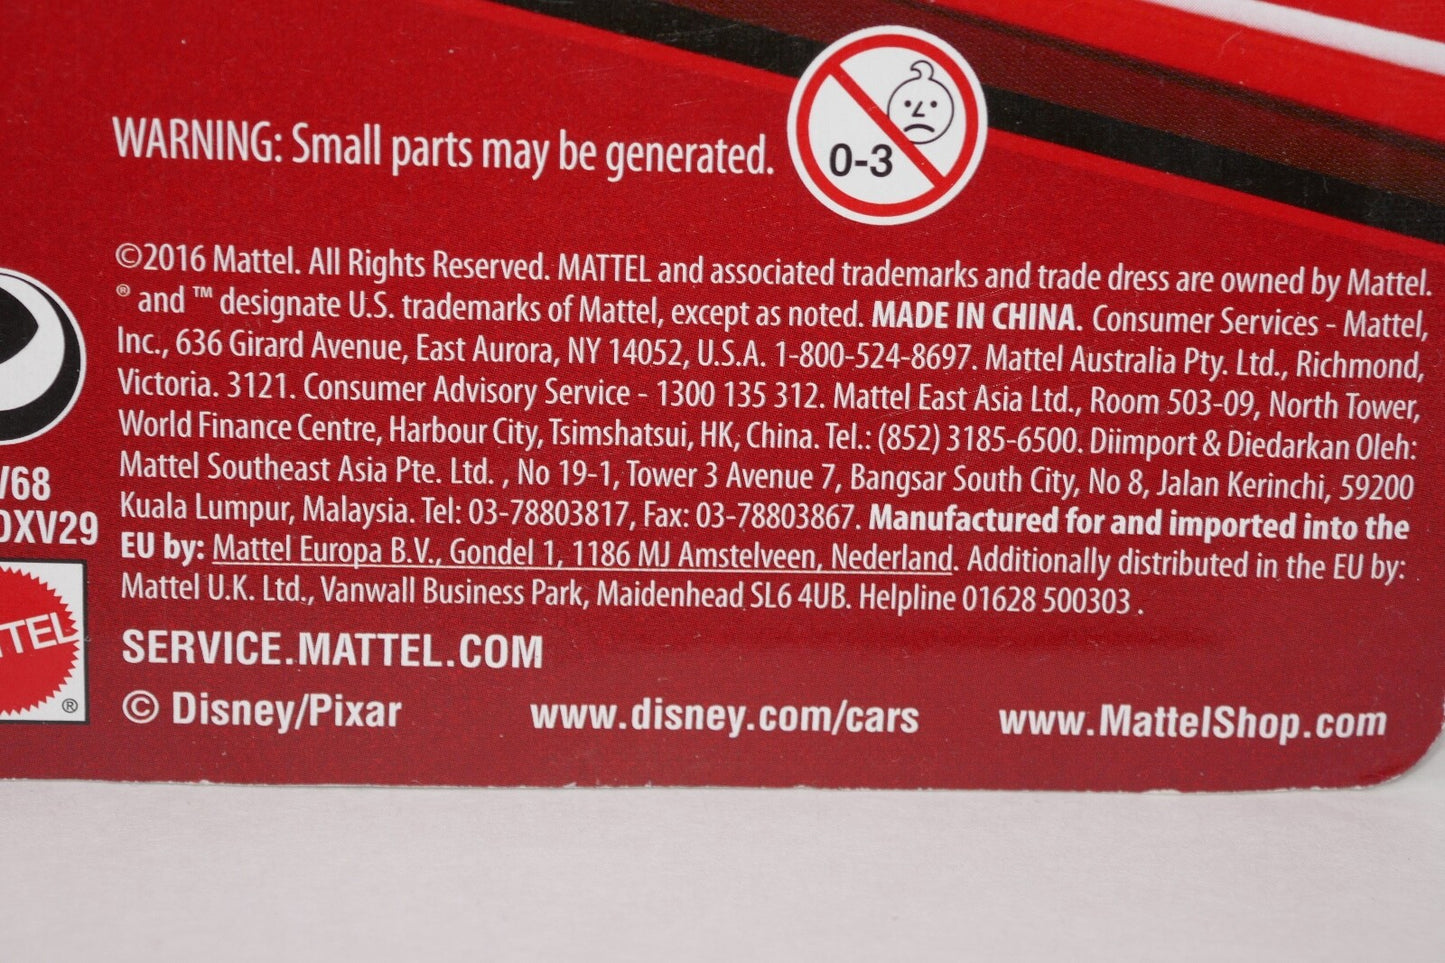 WARNING: Small parts may be generated.
0-3
©2016 Mattel. All Rights Reserved. MATTEL and associated trademarks and trade dress are owned by Mattel.
® and ™ designate U.S. trademarks of Mattel, except as noted. MADE IN CHINA. Consumer Services - Mattel,
Inc., 636 Girard Avenue, East Aurora, NY 14052, U.S.A. 1-800-524-8697. Mattel Australia Pty. Ltd., Richmond,
Victoria. 3121. Consumer Advisory Service - 1300 135 312. Mattel East Asia Ltd., Room 503-09, North Tower,
World Finance Centre, Harbour City, Tsimshatsui, HK, China. Tel.: (852) 3185-6500. Diimport & Diedarkan Oleh:
Mattel Southeast Asia Pte. Ltd. , No 19-1, Tower 3 Avenue 7, Bangsar South City, No 8, Jalan Kerinchi, 59200
Kuala Lumpur, Malaysia. Tel: 03-78803817, Fax: 03-78803867. Manufactured for and imported into the
EU by: Mattel Europa B.V., Gondel 1, 1186 MJ Amstelveen, Nederland. Additionally distributed in the EU by:
Mattel U.K. Ltd., Vanwall Business Park, Maidenhead SL6 4UB. Helpline 01628 500303 .
SERVICE.MATTEL.COM
© Disney/Pixar www.disney.com/cars www.MattelShop.com
V68
DXV29
TTEL
®